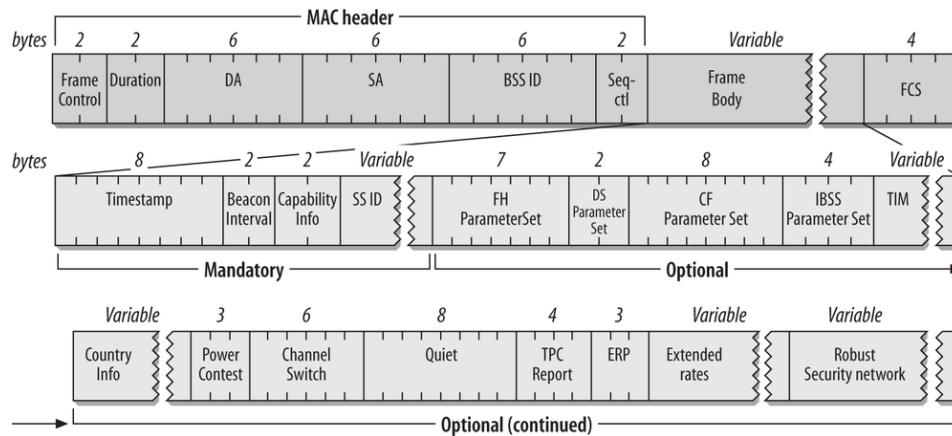 MAC header
bytes 2 2 6 6 6 2 Variable 4
Frame Control Duration DA SA BSS ID Seq-ctl Frame Body FCS
bytes 8 2 2 Variable 7 2 8 4 Variable
Timestamp Beacon Interval Capability Info SS ID FH ParameterSet DS Parameter Set CF Parameter Set IBSS Parameter Set TIM
Mandatory Optional
Variable 3 6 8 4 3 Variable Variable
Country Info Power Contest Channel Switch Quiet TPC Report ERP Extended rates Robust Security network
Optional (continued)